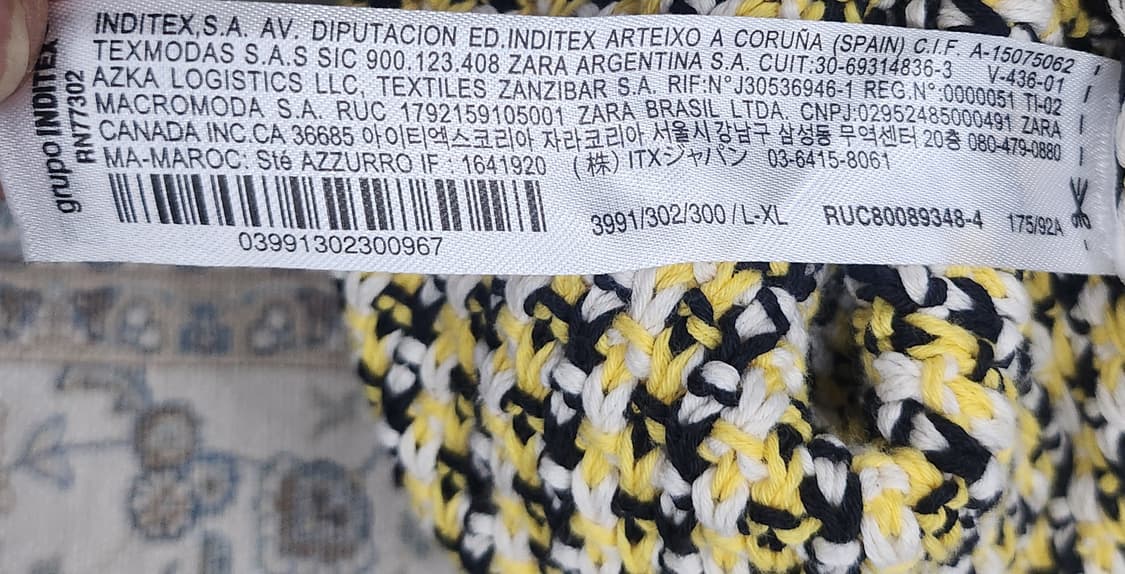 grupo INDITEX
RN77302
INDITEX,S.A. AV. DIPUTACION ED.INDITEX ARTEIXO A CORUÑA (SPAIN) C.I.F. A-15075062
TEXMODAS S.A.S SIC 900.123.408 ZARA ARGENTINA S.A. CUIT:30-69314836-3 V-436-01
AZKA LOGISTICS LLC, TEXTILES ZANZIBAR S.A. RIF:N°J30536946-1 REG.N°:0000051 TI-02
MACROMODA S.A. RUC 1792159105001 ZARA BRASIL LTDA. CNPJ:02952485000491 ZARA
CANADA INC.CA 36685 아이티엑스코리아 자라코리아 서울시강남구 삼성동 무역센터 20층 080-479-0880
MA-MAROC: Sté AZZURRO IF : 1641920 (株) ITXジャパン 03-6415-8061
3991/302/300 / L-XL RUC80089348-4 175/92A
03991302300967